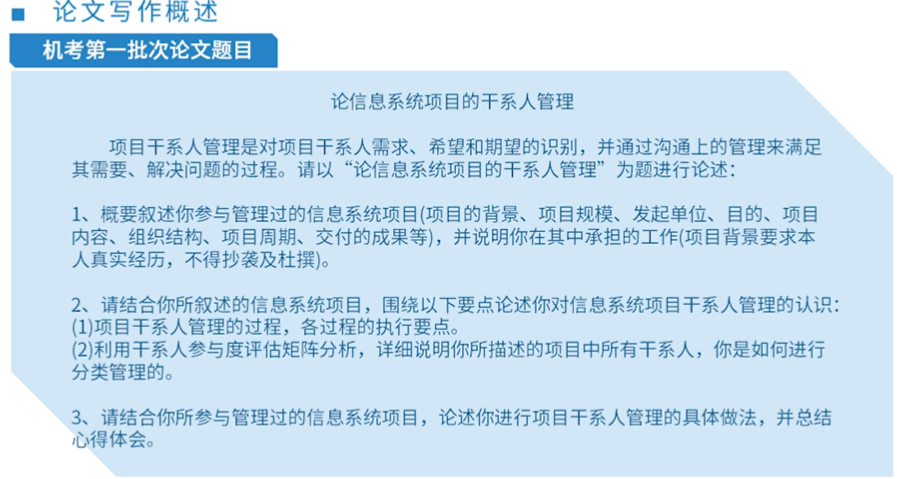 ■ 论文写作概述
机考第一批次论文题目
论信息系统项目的干系人管理
项目干系人管理是对项目干系人需求、希望和期望的识别，并通过沟通上的管理来满足
其需要、解决问题的过程。请以“论信息系统项目的干系人管理”为题进行论述：
1、概要叙述你参与管理过的信息系统项目(项目的背景、项目规模、发起单位、目的、项目
内容、组织结构、项目周期、交付的成果等)，并说明你在其中承担的工作(项目背景要求本
人真实经历，不得抄袭及杜撰)。
2、请结合你所叙述的信息系统项目，围绕以下要点论述你对信息系统项目干系人管理的认识：
(1)项目干系人管理的过程，各过程的执行要点。
(2)利用干系人参与度评估矩阵分析，详细说明你所描述的项目中所有干系人，你是如何进行
分类管理的。
3、请结合你所参与管理过的信息系统项目，论述你进行项目干系人管理的具体做法，并总结
心得体会。